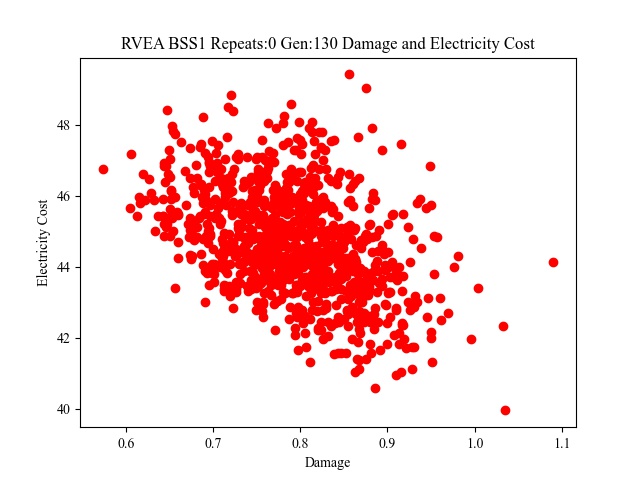 RVEA BSS1 Repeats:0 Gen:130 Damage and Electricity Cost
Electricity Cost
48
46
44
42
40
0.6 0.7 0.8 0.9 1.0 1.1
Damage